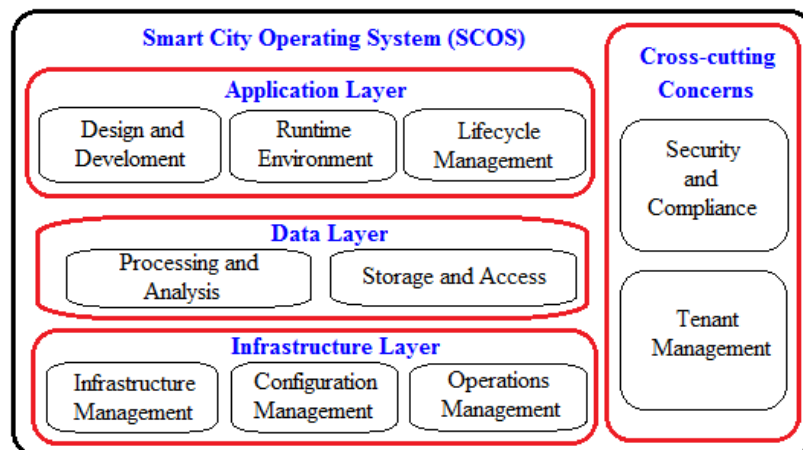 Smart City Operating System (SCOS)
Application Layer
Design and
Develoment
Runtime
Environment
Lifecycle
Management
Data Layer
Processing and
Analysis
Storage and Access
Infrastructure Layer
Infrastructure
Management
Configuration
Management
Operations
Management
Cross-cutting
Concerns
Security
and
Compliance
Tenant
Management